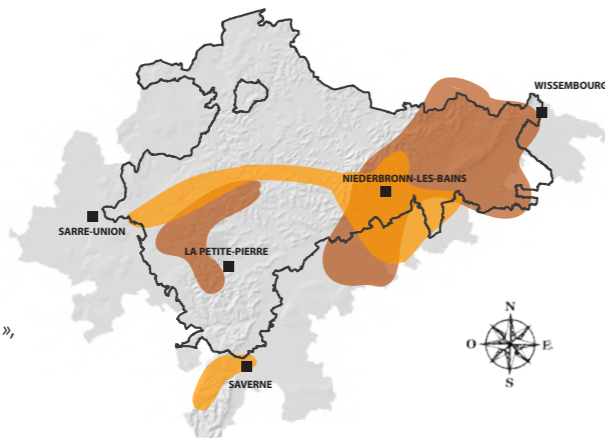 WISSEMBOURG
NIEDERBRONN-LES-BAINS
SARRE-UNION
LA PETITE-PIERRE
»,
N
O E.
S
SAVERNE